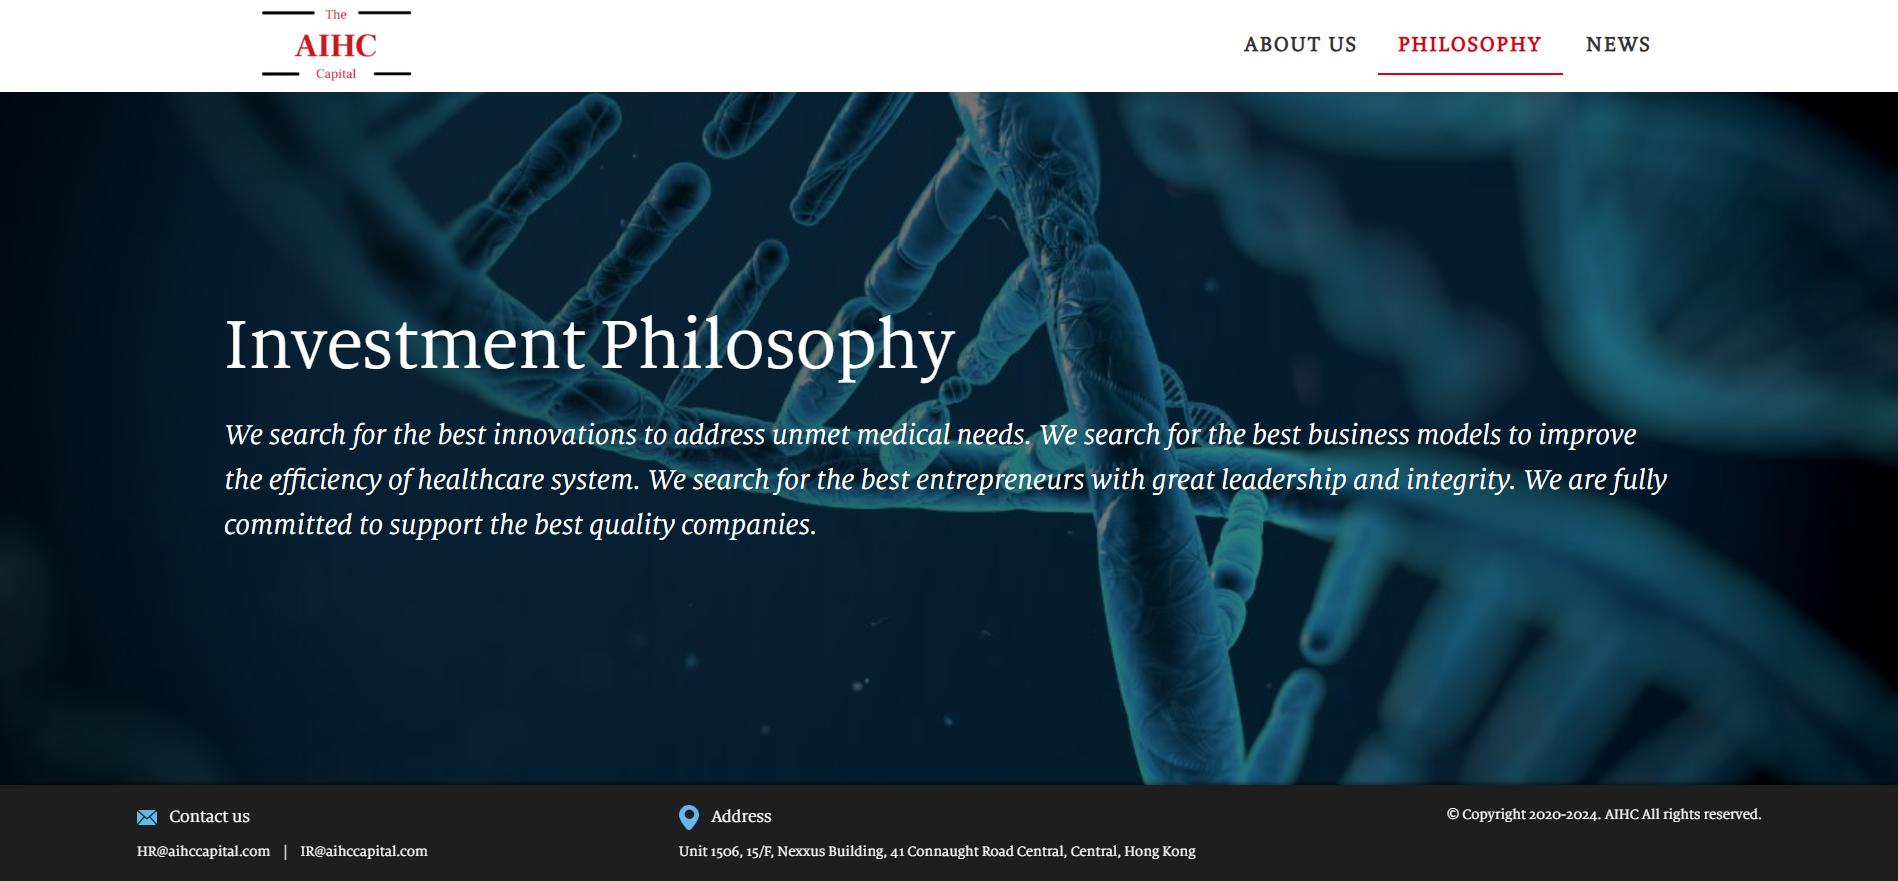 The
AIHC
Capital
ABOUT US
PHILOSOPHY
NEWS
Investment Philosophy
We search for the best innovations to address unmet medical needs. We search for the best business models to improve
the efficiency of healthcare system. We search for the best entrepreneurs with great leadership and integrity. We are fully
committed to support the best quality companies.
Contact us
HR@aihccapital.com | IR@aihccapital.com
Address
Unit 1506, 15/F, Nexxus Building, 41 Connaught Road Central, Central, Hong Kong
© Copyright 2020-2024. AIHC All rights reserved.